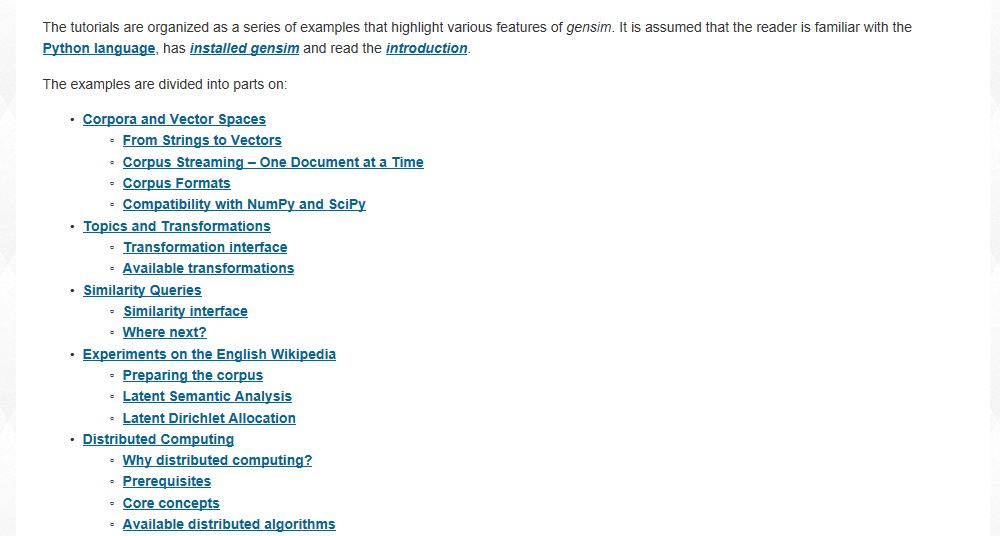 The tutorials are organized as a series of examples that highlight various features of gensim. It is assumed that the reader is familiar with the
Python language, has installed gensim and read the introduction.
The examples are divided into parts on:
• Corpora and Vector Spaces
◦ From Strings to Vectors
◦ Corpus Streaming – One Document at a Time
◦ Corpus Formats
◦ Compatibility with NumPy and SciPy
• Topics and Transformations
◦ Transformation interface
◦ Available transformations
• Similarity Queries
◦ Similarity interface
◦ Where next?
• Experiments on the English Wikipedia
◦ Preparing the corpus
◦ Latent Semantic Analysis
◦ Latent Dirichlet Allocation
• Distributed Computing
◦ Why distributed computing?
◦ Prerequisites
◦ Core concepts
◦ Available distributed algorithms